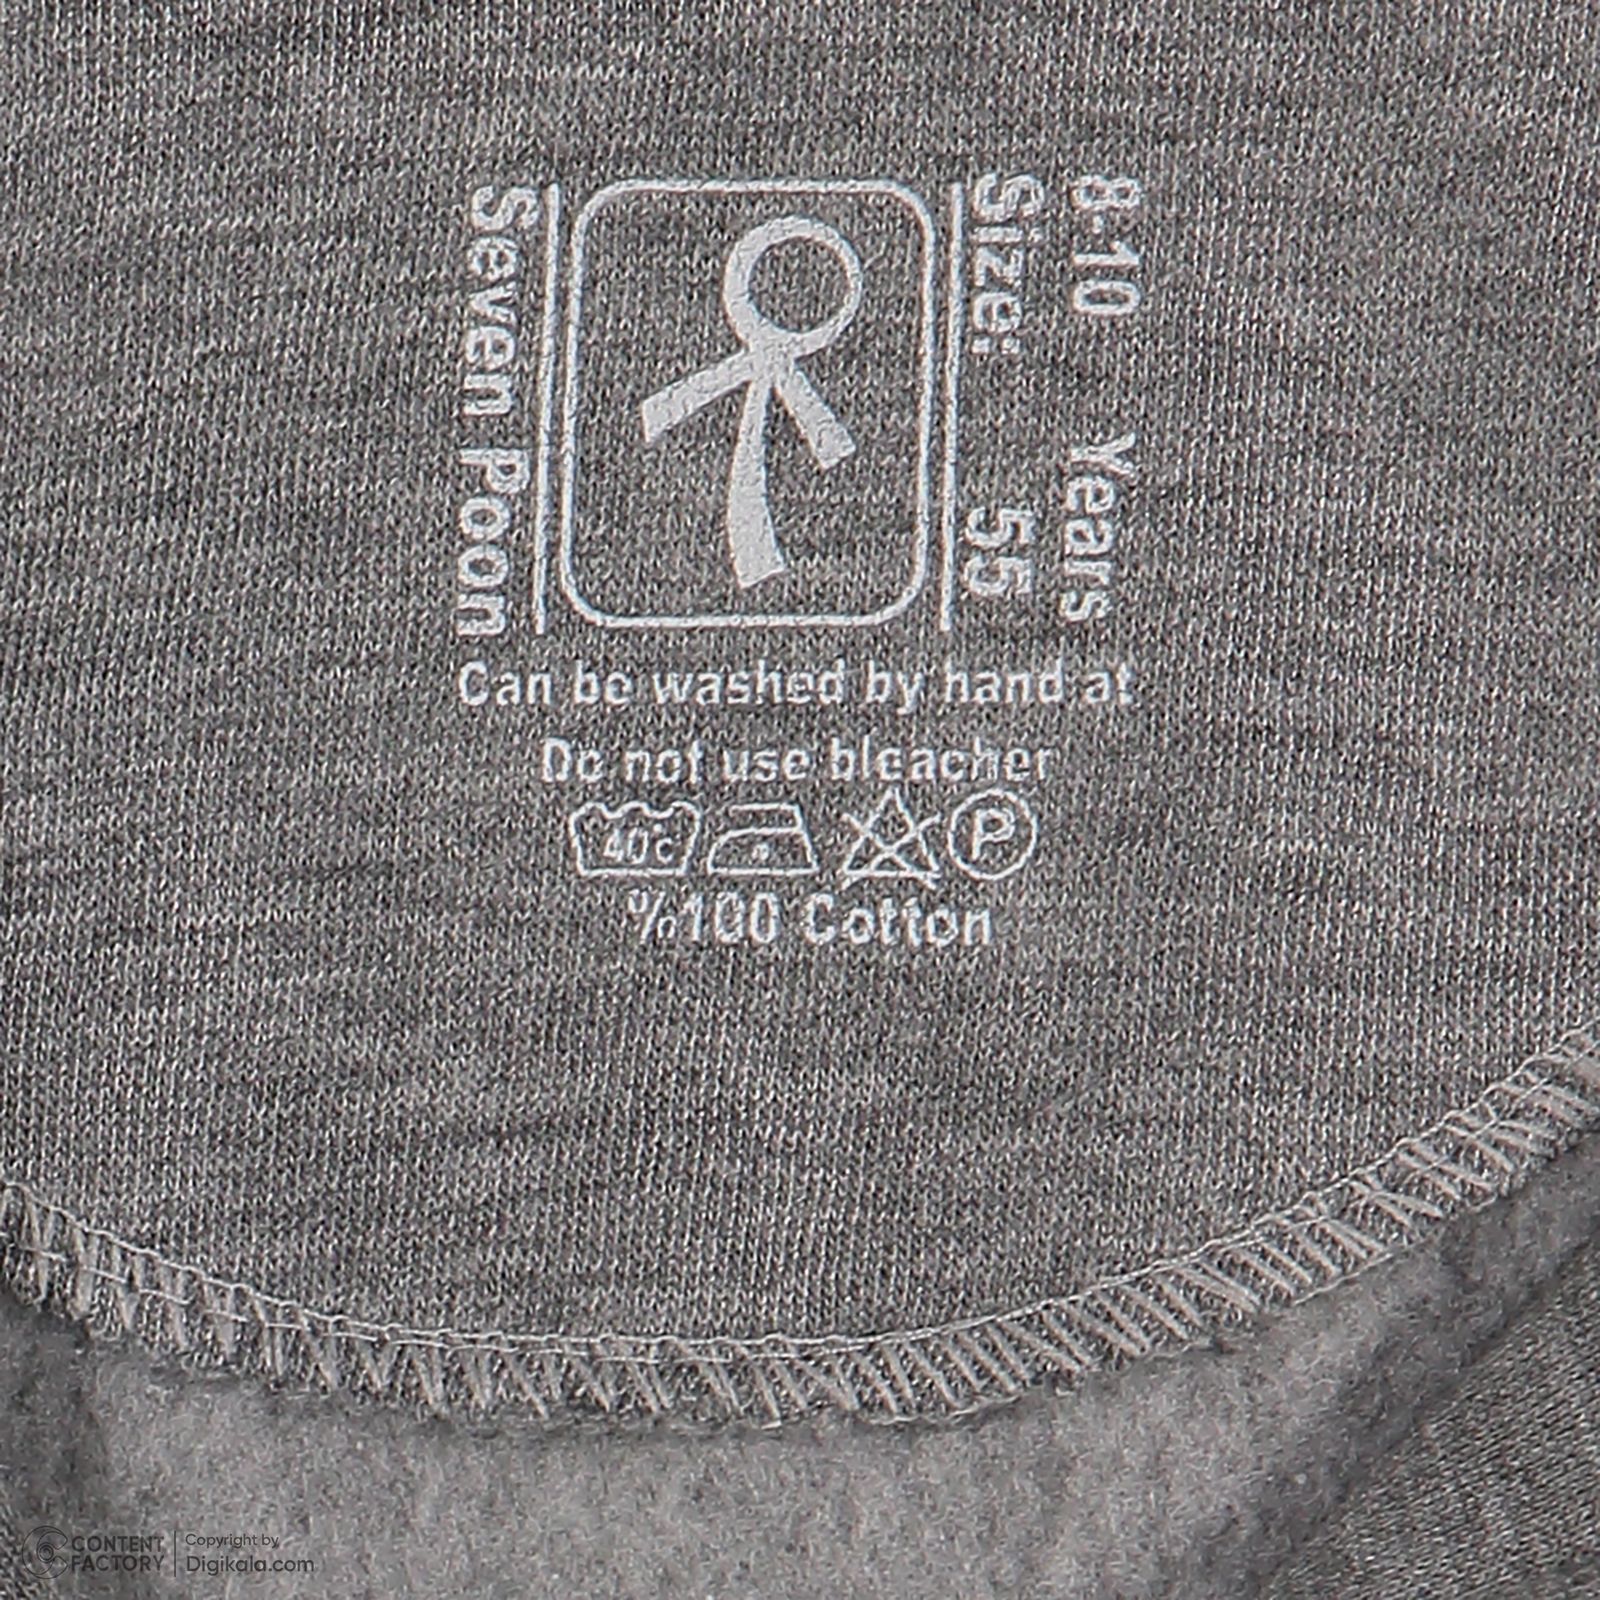 Seven Poon
Size: 55
8-10 Years
Can be washed by hand at
Do not use bleacher
40°c
P
%100 Cotton
CONTENT FACTORY
Copyright by
Digikala.com